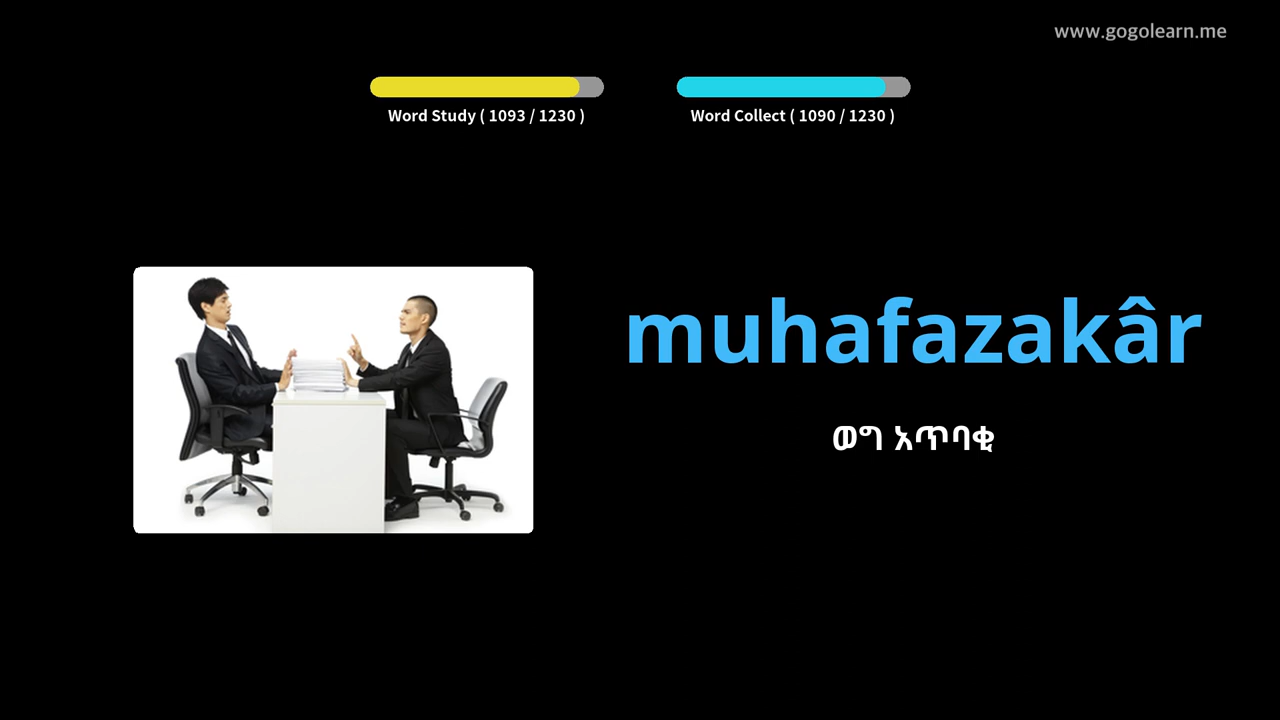 www.gogolearn.me
Word Study ( 1093 / 1230 )
Word Collect ( 1090 / 1230 )
muhafazakâr
ወግ አጥባቂ